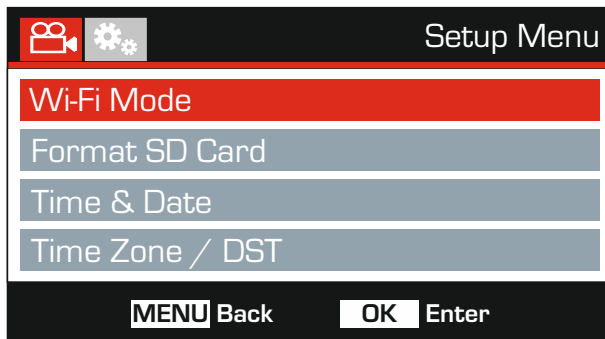 Setup Menu
Wi-Fi Mode
Format SD Card
Time & Date
Time Zone / DST
MENU Back OK Enter